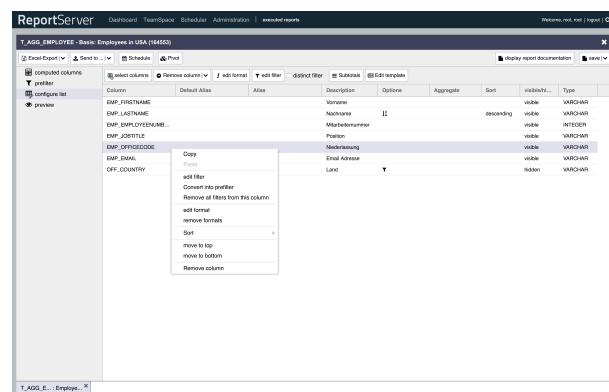 ReportServer Dashboard TeamSpace Scheduler Administration executed reports Welcome, root, root | logout |
T_AGG_EMPLOYEE - Basis: Employees in USA (164553)
Excel-Export Send to ... Schedule Pivot display report documentation save
computed columns
prefilter
configure list
preview
select columns Remove column edit format edit filter distinct filter Subtotals Edit template
Column Default Alias Alias Description Options Aggregate Sort visible/hi... Type
EMP_FIRSTNAME Vorname visible VARCHAR
EMP_LASTNAME Nachname descending visible VARCHAR
EMP_EMPLOYEENUMB... Mitarbeiternummer visible INTEGER
EMP_JOBTITLE Position visible VARCHAR
EMP_OFFICECODE Niederlassung visible VARCHAR
EMP_EMAIL Email Adresse visible VARCHAR
OFF_COUNTRY Land hidden VARCHAR
Copy
Paste
edit filter
Convert into prefilter
Remove all filters from this column
edit format
remove formats
Sort
move to top
move to bottom
Remove column
T_AGG_E... : Employe...